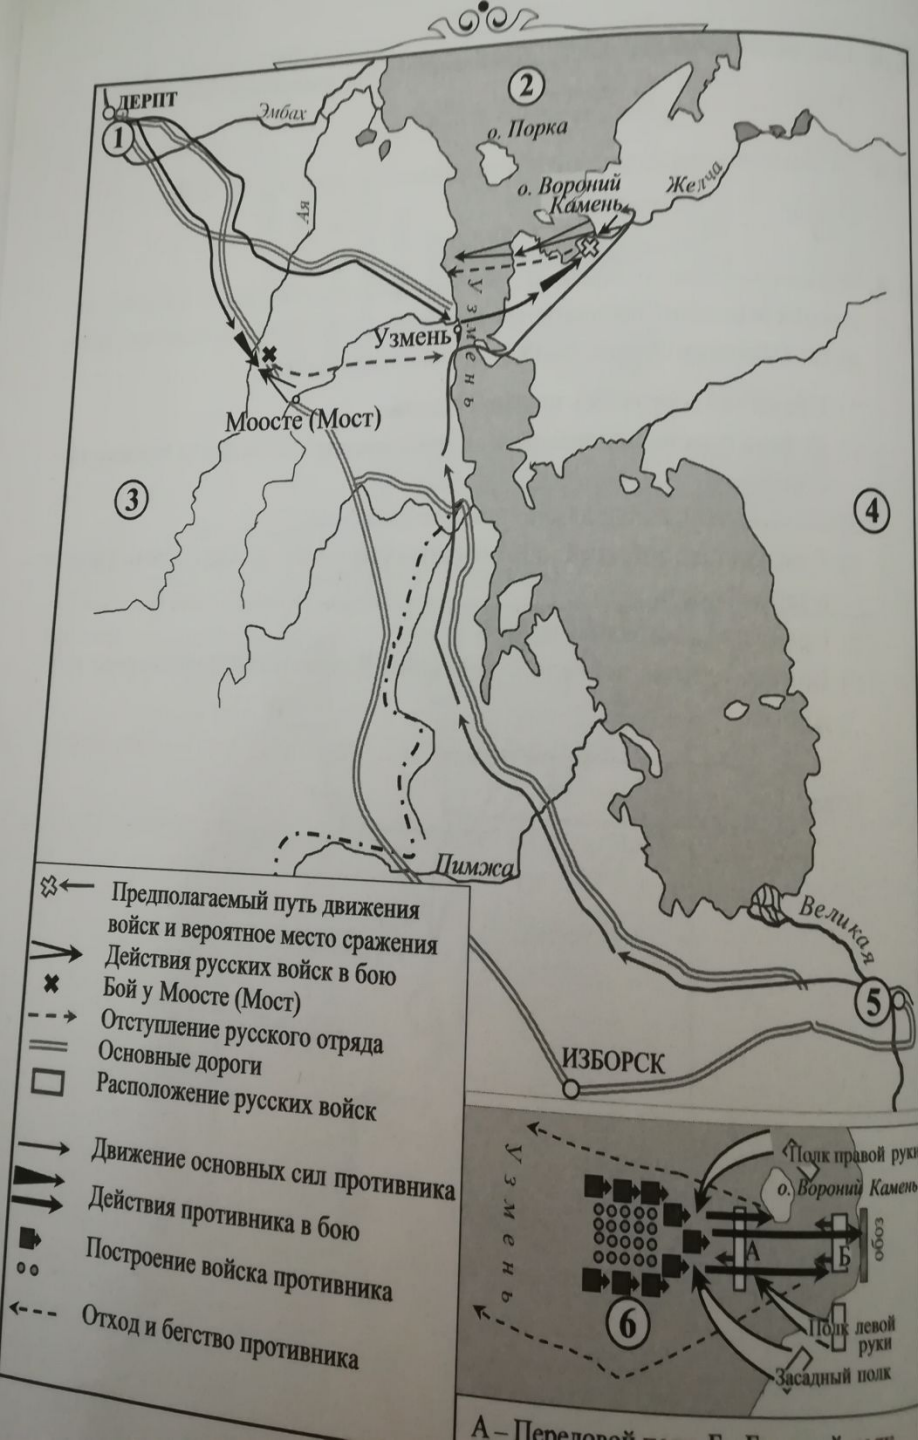 ДЕРПТ
1
Эмбах
2
о. Порка
о. Вороний
Камень
Желча
Ая
Узмень
Узмень
Моосте (Мост)
3
4
Пимжа
Великая
5
ИЗБОРСК
Предполагаемый путь движения
войск и вероятное место сражения
Действия русских войск в бою
Бой у Моосте (Мост)
Отступление русского отряда
Основные дороги
Расположение русских войск
Движение основных сил противника
Действия противника в бою
Построение войска противника
Отход и бегство противника
Узмень
Полк правой руки
о. Вороний Камень
А
Б
обоз
6
Полк левой
руки
Засадный полк
А – Передовой